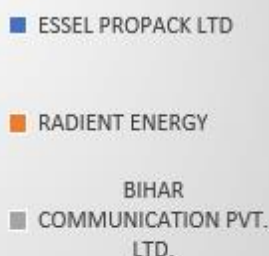 ESSEL PROPACK LTD
RADIENT ENERGY
BIHAR
COMMUNICATION PVT.
LTD.